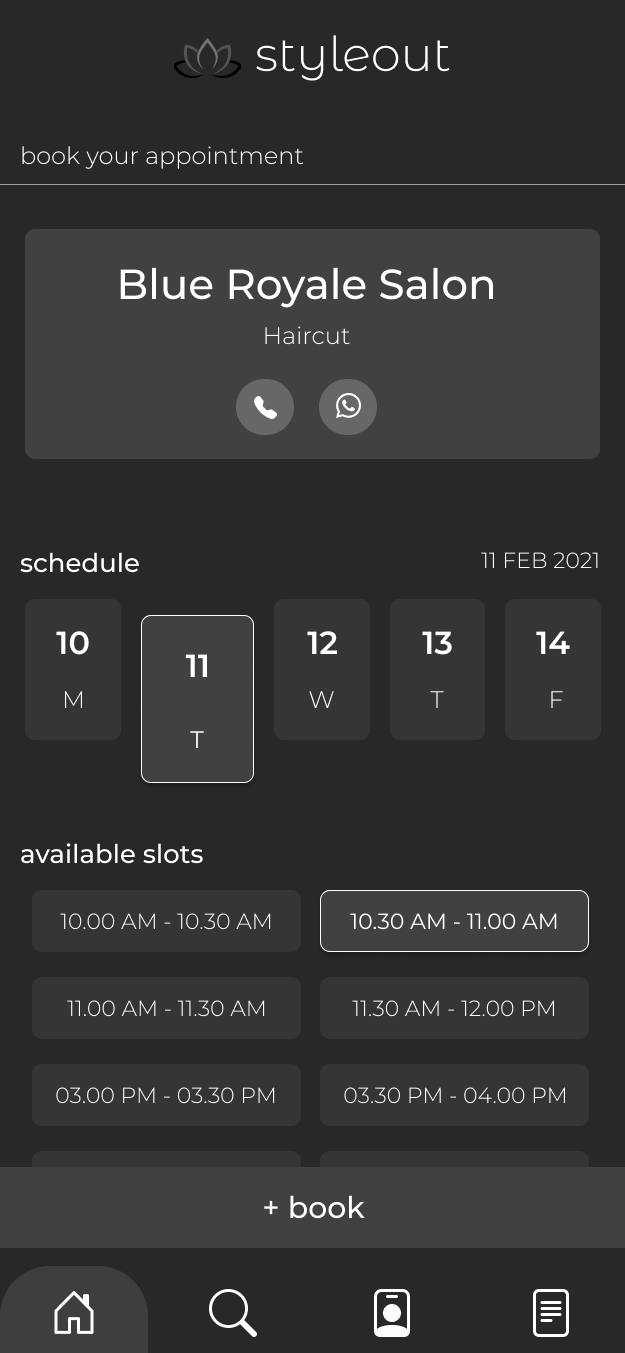 styleout
book your appointment
Blue Royale Salon
Haircut
schedule
11 FEB 2021
10 11 12 13 14
M T W T F
available slots
10.00 AM - 10.30 AM
10.30 AM - 11.00 AM
11.00 AM - 11.30 AM
11.30 AM - 12.00 PM
03.00 PM - 03.30 PM
03.30 PM - 04.00 PM
+ book